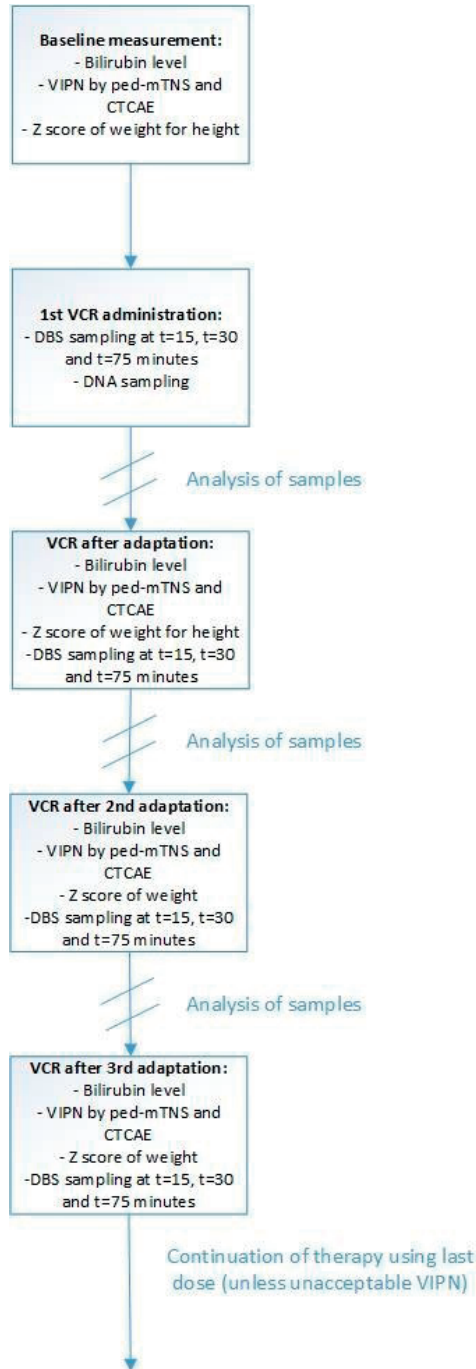 Baseline measurement:
- Bilirubin level
- VIPN by ped-mTNS and
CTCAE
- Z score of weight for height
1st VCR administration:
- DBS sampling at t=15, t=30
and t=75 minutes
- DNA sampling
Analysis of samples
VCR after adaptation:
- Bilirubin level
- VIPN by ped-mTNS and
CTCAE
- Z score of weight for height
-DBS sampling at t=15, t=30
and t=75 minutes
Analysis of samples
VCR after 2nd adaptation:
- Bilirubin level
- VIPN by ped-mTNS and
CTCAE
- Z score of weight
-DBS sampling at t=15, t=30
and t=75 minutes
Analysis of samples
VCR after 3rd adaptation:
- Bilirubin level
- VIPN by ped-mTNS and
CTCAE
- Z score of weight
-DBS sampling at t=15, t=30
and t=75 minutes
Continuation of therapy using last
dose (unless unacceptable VIPN)